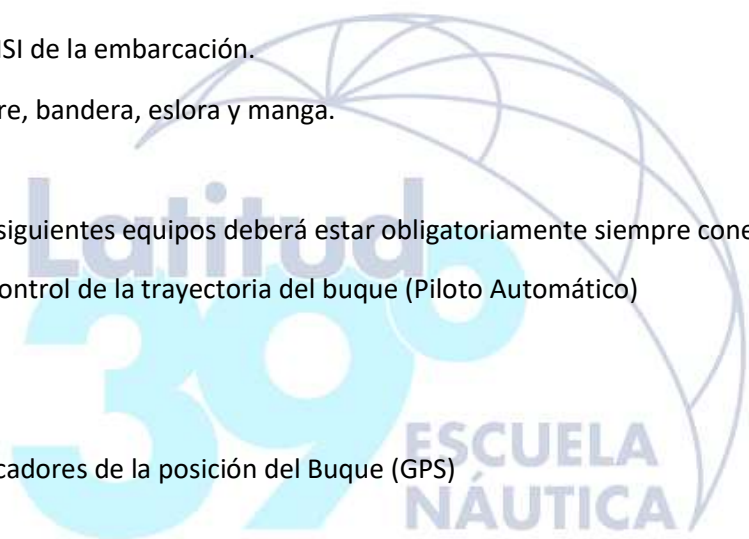 SI de la embarcación.
re, bandera, eslora y manga.
siguientes equipos deberá estar obligatoriamente siempre cone
ontrol de la trayectoria del buque (Piloto Automático)
cadores de la posición del Buque (GPS)
Latitud
39º
ESCUELA
NÁUTICA